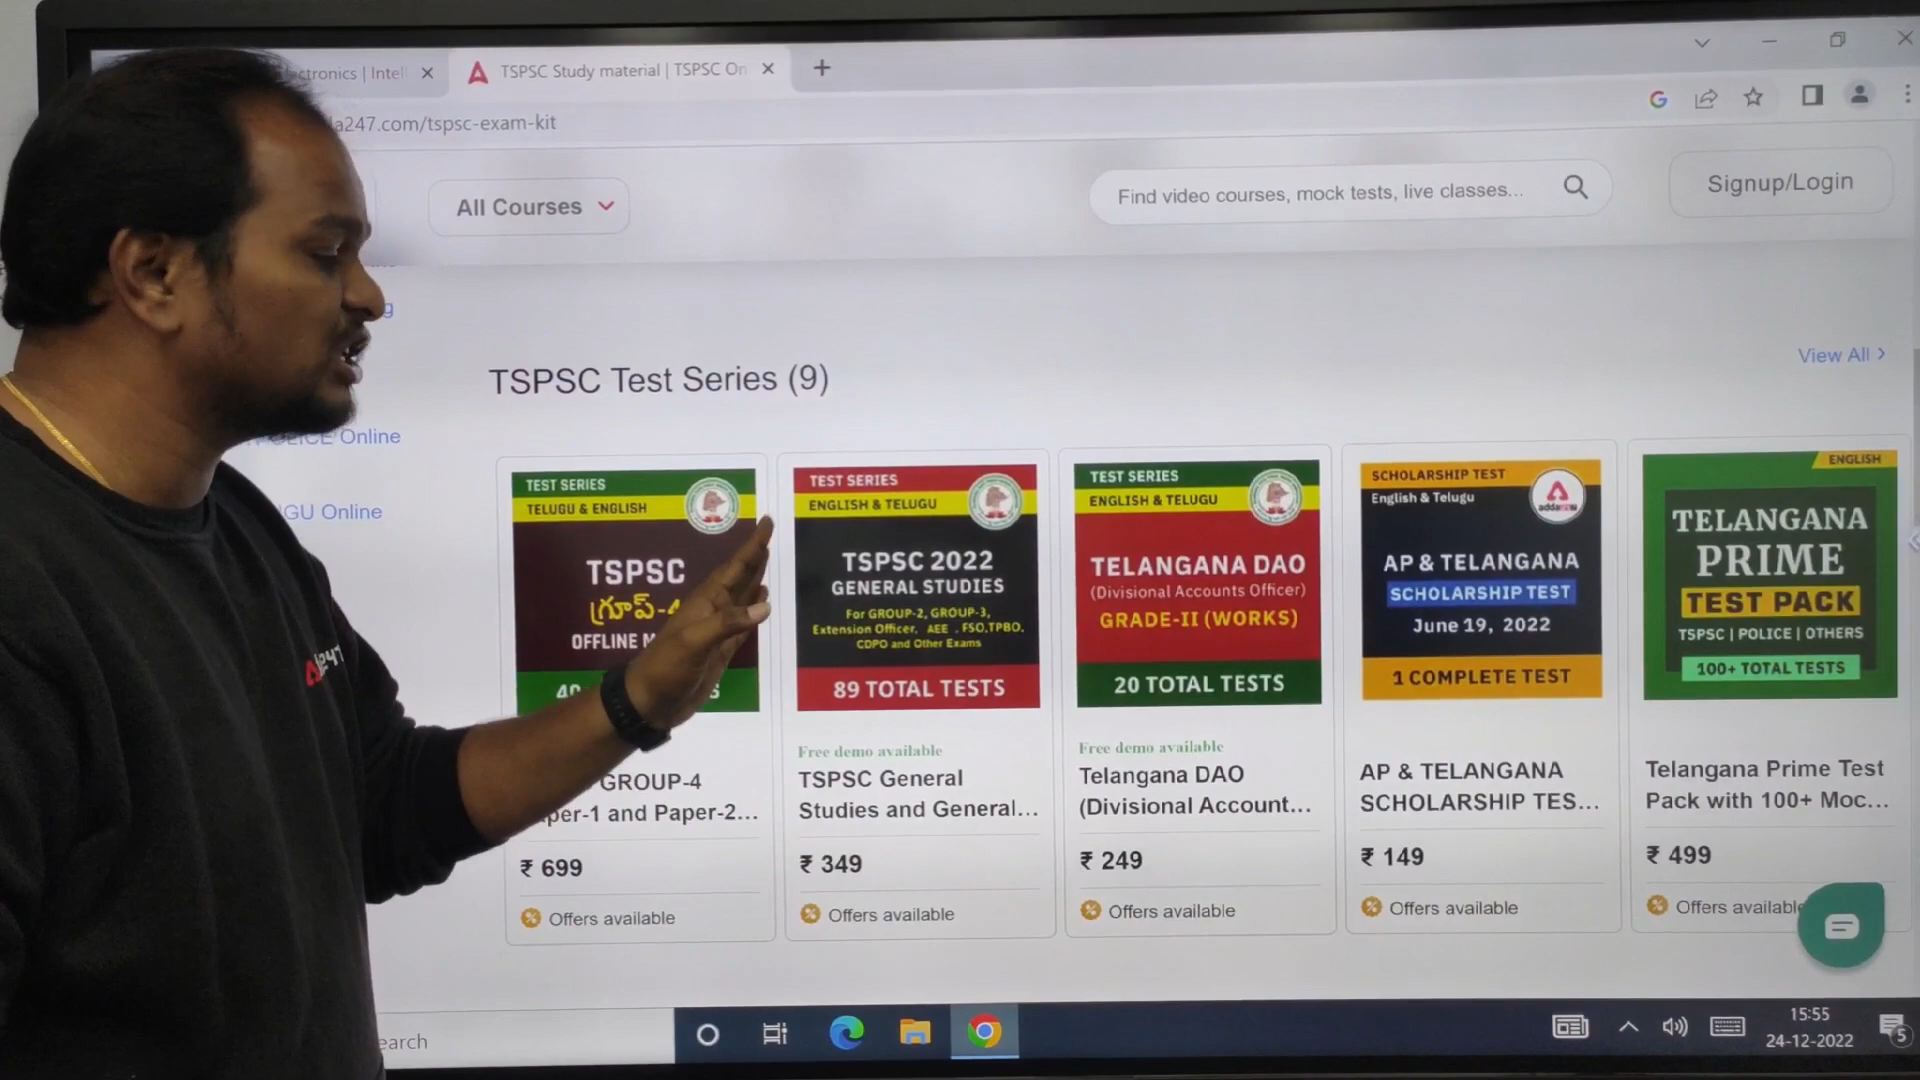 ctronics | Intel
TSPSC Study material | TSPSC On
a247.com/tspsc-exam-kit
All Courses
Find video courses, mock tests, live classes...
Signup/Login
TSPSC Test Series (9)
View All >
Online
Online
TEST SERIES
TELUGU & ENGLISH
TSPSC
గ్రూప్-4
OFFLINE
TEST SERIES
ENGLISH & TELUGU
TSPSC 2022
GENERAL STUDIES
For GROUP-2, GROUP-3,
Extension Officer, AEE , FSO,TPBO,
CDPO and Other Exams
89 TOTAL TESTS
TEST SERIES
ENGLISH & TELUGU
TELANGANA DAO
(Divisional Accounts Officer)
GRADE-II (WORKS)
20 TOTAL TESTS
SCHOLARSHIP TEST
English & Telugu
adda247
AP & TELANGANA
SCHOLARSHIP TEST
June 19, 2022
1 COMPLETE TEST
ENGLISH
TELANGANA
PRIME
TEST PACK
TSPSC | POLICE | OTHERS
100+ TOTAL TESTS
GROUP-4
per-1 and Paper-2...
₹ 699
Offers available
Free demo available
TSPSC General
Studies and General...
₹ 349
Offers available
Free demo available
Telangana DAO
(Divisional Account...
₹ 249
Offers available
AP & TELANGANA
SCHOLARSHIP TES...
₹ 149
Offers available
Telangana Prime Test
Pack with 100+ Moc...
₹ 499
Offers available
earch
15:55
24-12-2022
5